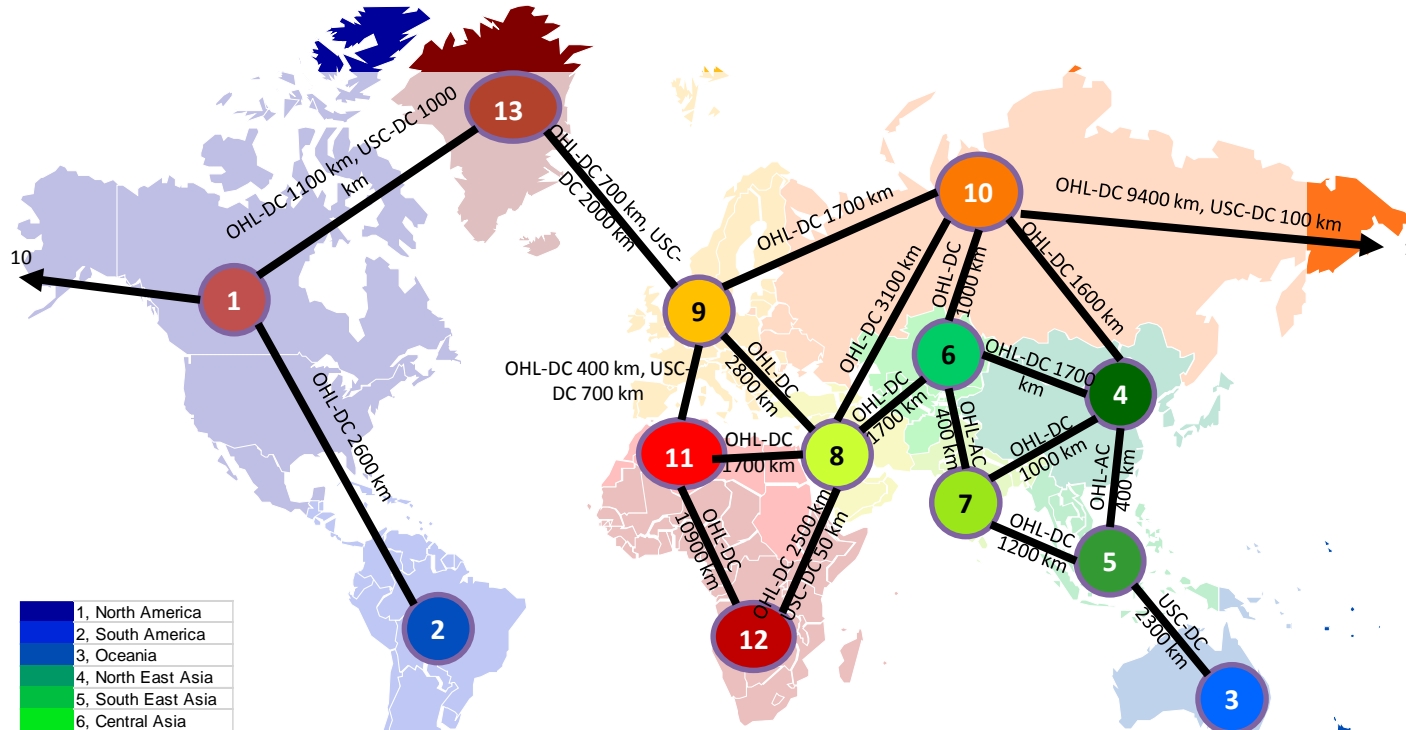 13
OHL-DC 1100 km, USC-DC 1000
km
OHL-DC 700 km, USC-
DC 2000 km
10
OHL-DC 1700 km
OHL-DC 9400 km, USC-DC 100 km
10
1
9
OHL-DC 3100 km
OHL-DC
1000 km
OHL-DC 1600 km
6
OHL-DC 400 km, USC-
DC 700 km
OHL-DC
2800 km
OHL-DC
1700 km
OHL-DC 1700
km
4
OHL-DC 2600 km
11
OHL-DC
1700 km
8
OHL-AC
400 km
OHL-DC
1000 km
OHL-AC
400 km
7
OHL-DC
10900 km
OHL-DC 2500 km
USC-DC 50 km
OHL-DC
1200 km
5
2
12
USC-DC
2300 km
3
1, North America
2, South America
3, Oceania
4, North East Asia
5, South East Asia
6, Central Asia